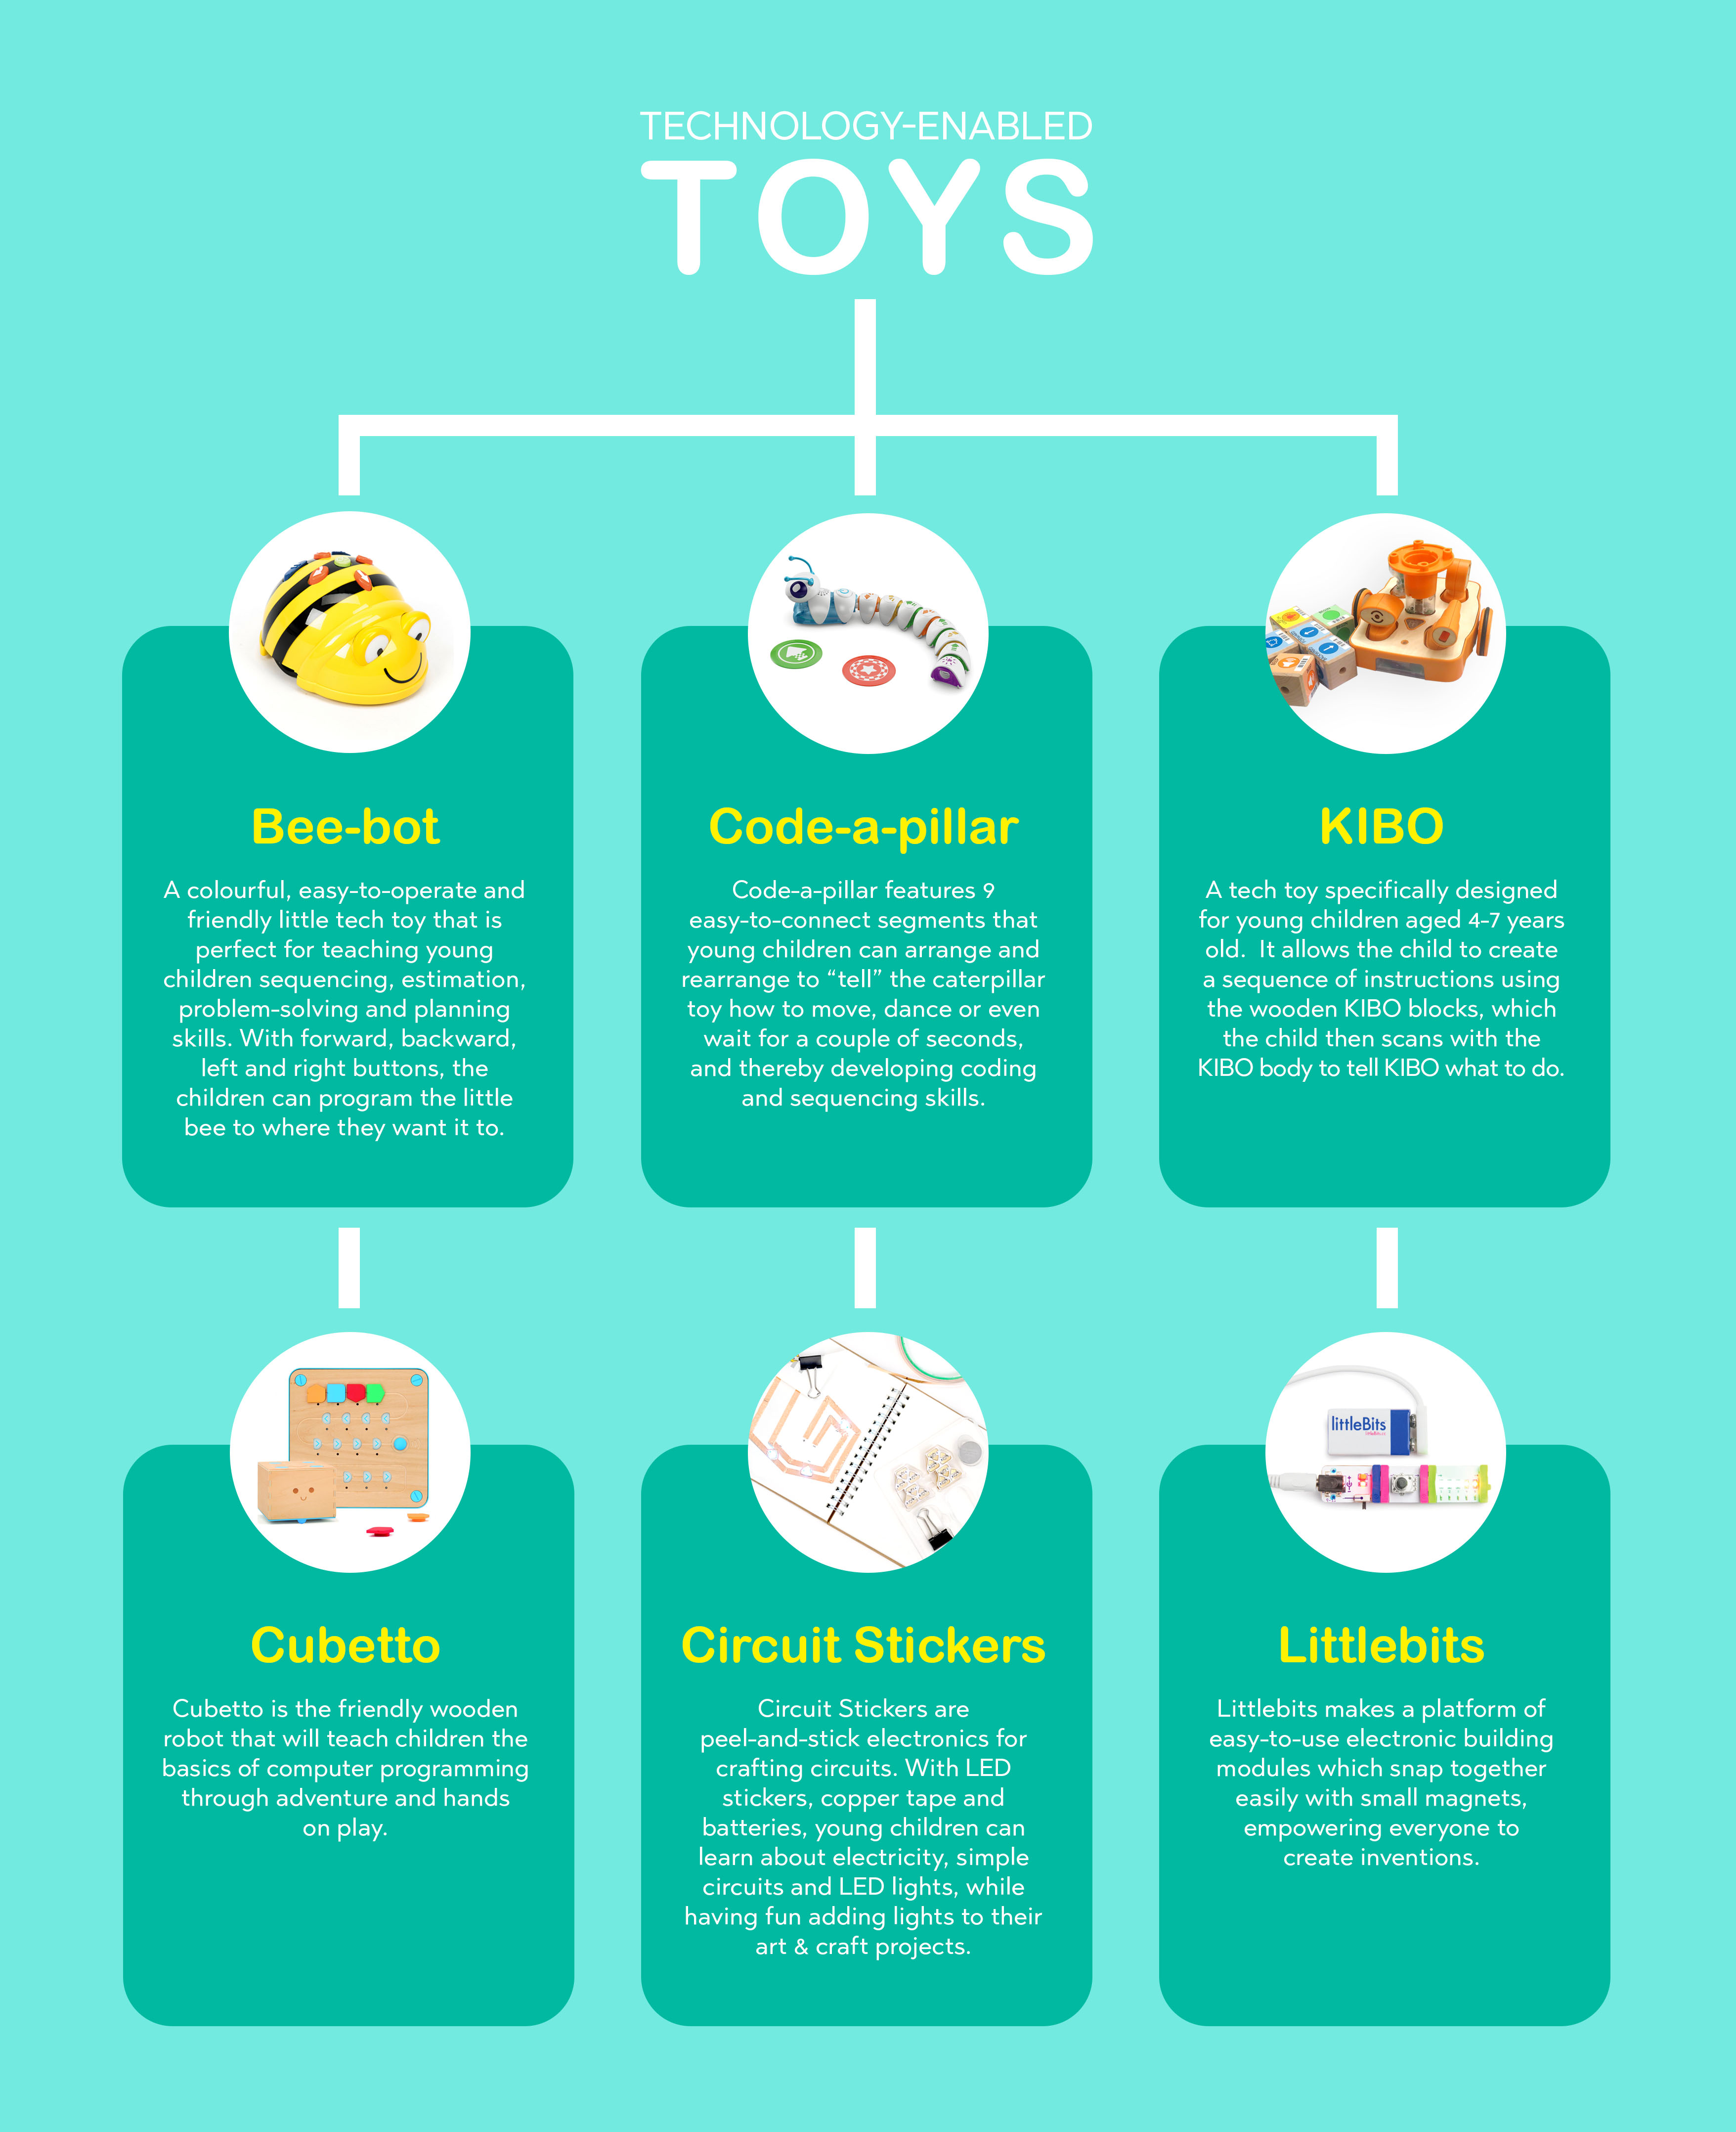 TECHNOLOGY-ENABLED
TOYS
Bee-bot
A colourful, easy-to-operate and
friendly little tech toy that is
perfect for teaching young
children sequencing, estimation,
problem-solving and planning
skills. With forward, backward,
left and right buttons, the
children can program the little
bee to where they want it to.
Code-a-pillar
Code-a-pillar features 9
easy-to-connect segments that
young children can arrange and
rearrange to “tell” the caterpillar
toy how to move, dance or even
wait for a couple of seconds,
and thereby developing coding
and sequencing skills.
KIBO
A tech toy specifically designed
for young children aged 4-7 years
old.  It allows the child to create
a sequence of instructions using
the wooden KIBO blocks, which
the child then scans with the
KIBO body to tell KIBO what to do.
Cubetto
Cubetto is the friendly wooden
robot that will teach children the
basics of computer programming
through adventure and hands
on play.
Circuit Stickers
Circuit Stickers are
peel-and-stick electronics for
crafting circuits. With LED
stickers, copper tape and
batteries, young children can
learn about electricity, simple
circuits and LED lights, while
having fun adding lights to their
art & craft projects.
littleBits
Littlebits
Littlebits makes a platform of
easy-to-use electronic building
modules which snap together
easily with small magnets,
empowering everyone to
create inventions.